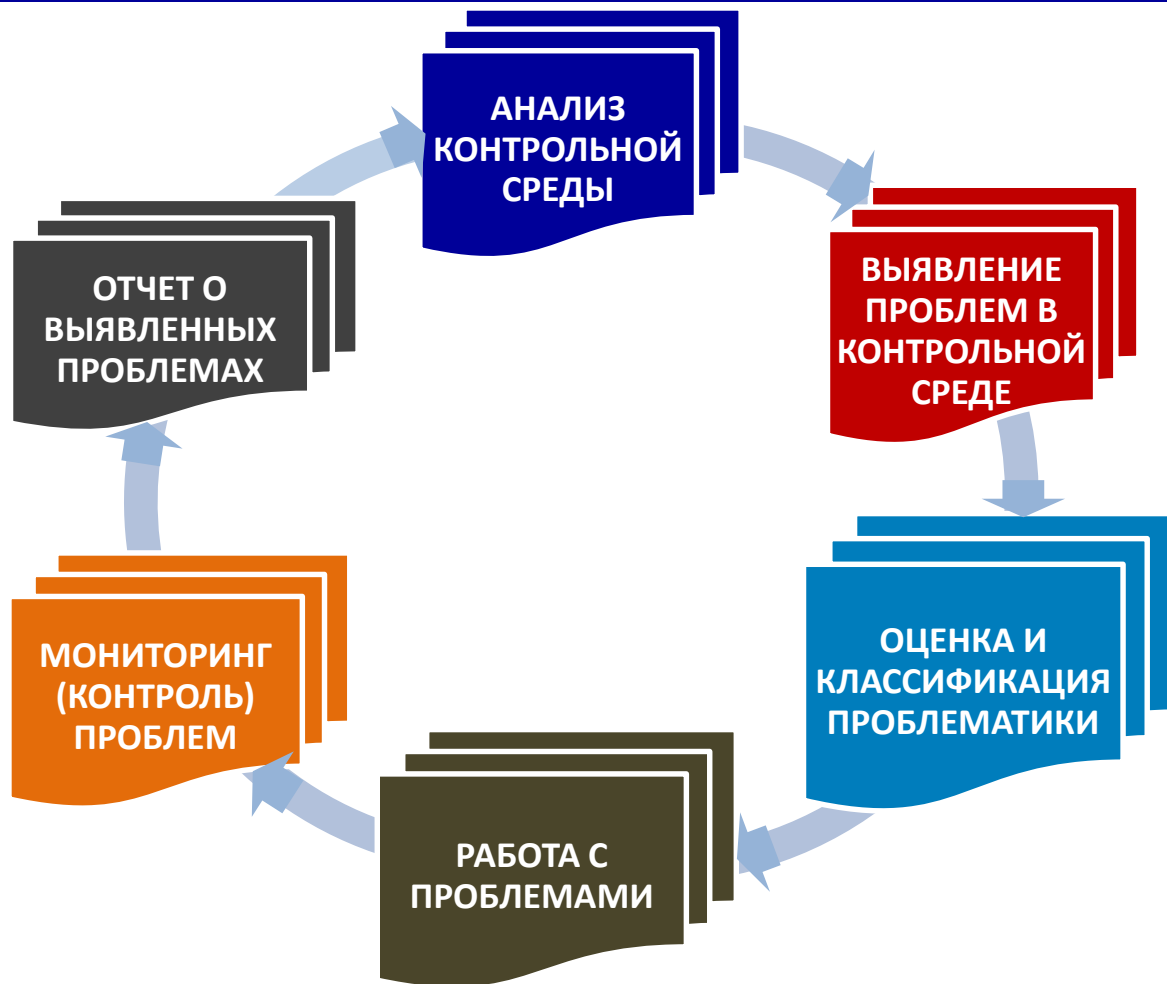 АНАЛИЗ
КОНТРОЛЬНОЙ
СРЕДЫ
ВЫЯВЛЕНИЕ
ПРОБЛЕМ В
КОНТРОЛЬНОЙ
СРЕДЕ
ОЦЕНКА И
КЛАССИФИКАЦИЯ
ПРОБЛЕМАТИКИ
РАБОТА С
ПРОБЛЕМАМИ
МОНИТОРИНГ
(КОНТРОЛЬ)
ПРОБЛЕМ
ОТЧЕТ О
ВЫЯВЛЕННЫХ
ПРОБЛЕМАХ